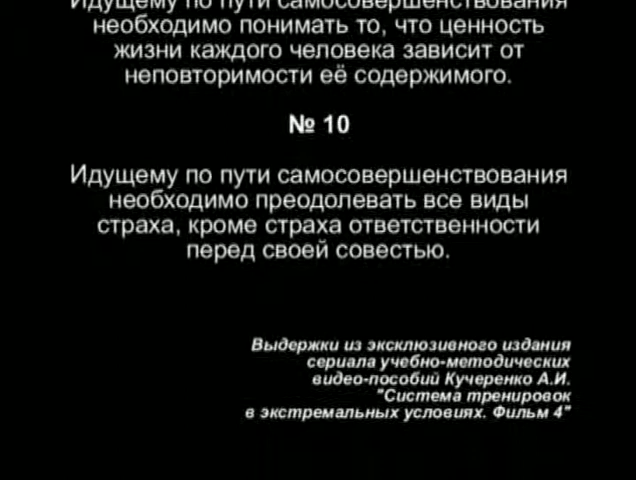 Идущему по пути самосовершенствования
необходимо понимать то, что ценность
жизни каждого человека зависит от
неповторимости её содержимого.
№ 10
Идущему по пути самосовершенствования
необходимо преодолевать все виды
страха, кроме страха ответственности
перед своей совестью.
Выдержки из эксклюзивного издания
сериала учебно-методических
видео-пособий Кучеренко А.И.
"Система тренировок
в экстремальных условиях. Фильм 4"